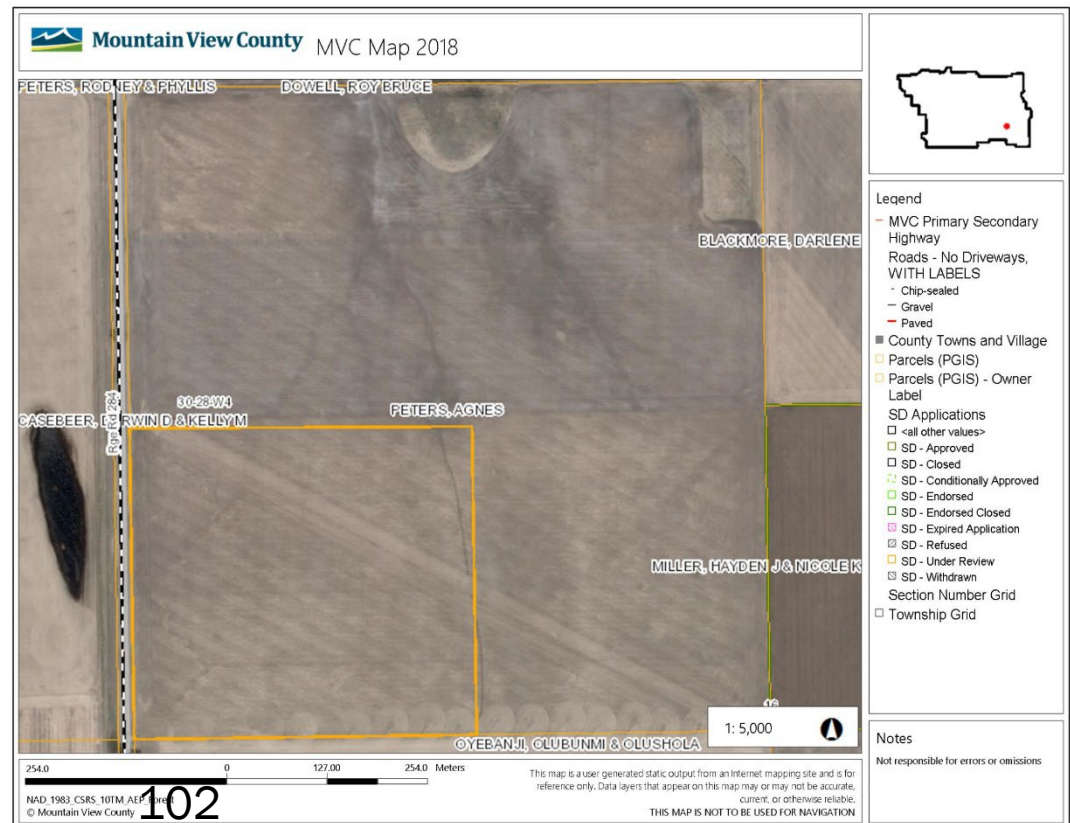 Mountain View County MVC Map 2018
PETERS, RODNEY & PHYLLIS
DOWELL, ROY BRUCE
BLACKMORE, DARLENE
30-28-W4
PETERS, AGNES
Rge Rd 284
MILLER, HAYDEN J & NICOLE K
16
1: 5,000
OYEBANJI, OLUBUNMI & OLUSHOLA
Legend
MVC Primary Secondary
Highway
Roads - No Driveways,
WITH LABELS
Chip-sealed
Gravel
Paved
County Towns and Village
Parcels (PGIS)
Parcels (PGIS) - Owner
Label
SD Applications
<all other values>
SD - Approved
SD - Closed
SD - Conditionally Approved
SD - Endorsed
SD - Endorsed Closed
SD - Expired Application
SD - Refused
SD - Under Review
SD - Withdrawn
Section Number Grid
Township Grid
Notes
Not responsible for errors or omissions
254.0 0 127.00 254.0 Meters
NAD_1983_CSRS_10TM_AEP_Forest
© Mountain View County
102
This map is a user generated static output from an Internet mapping site and is for
reference only. Data layers that appear on this map may or may not be accurate,
current, or otherwise reliable.
THIS MAP IS NOT TO BE USED FOR NAVIGATION